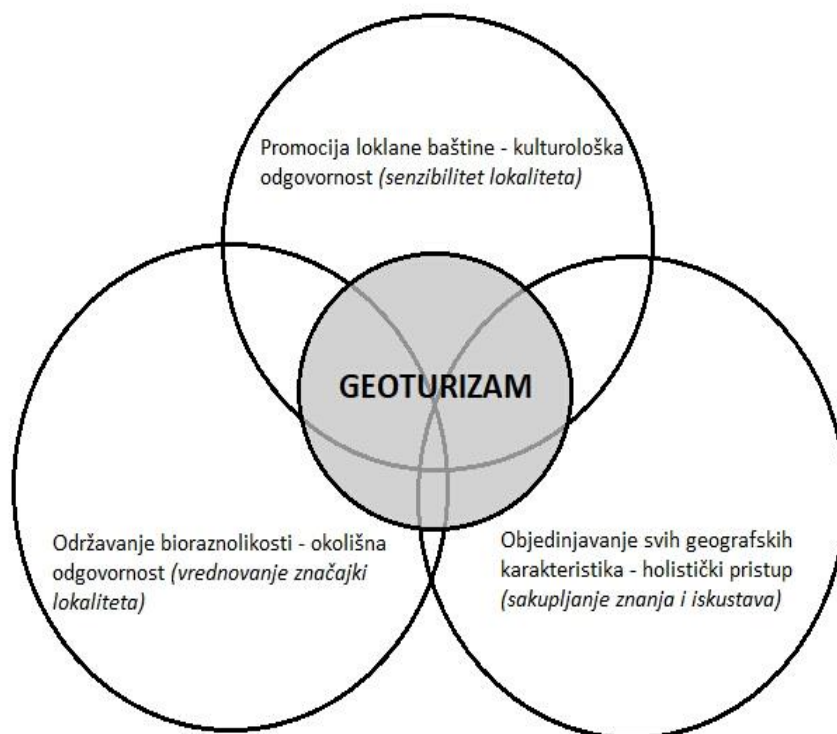 Promocija loklane baštine - kulturološka
odgovornost (senzibilitet lokaliteta)
GEOTURIZAM
Održavanje bioraznolikosti - okolišna
odgovornost (vrednovanje značajki
lokaliteta)
Objedinjavanje svih geografskih
karakteristika - holistički pristup
(sakupljanje znanja i iskustava)